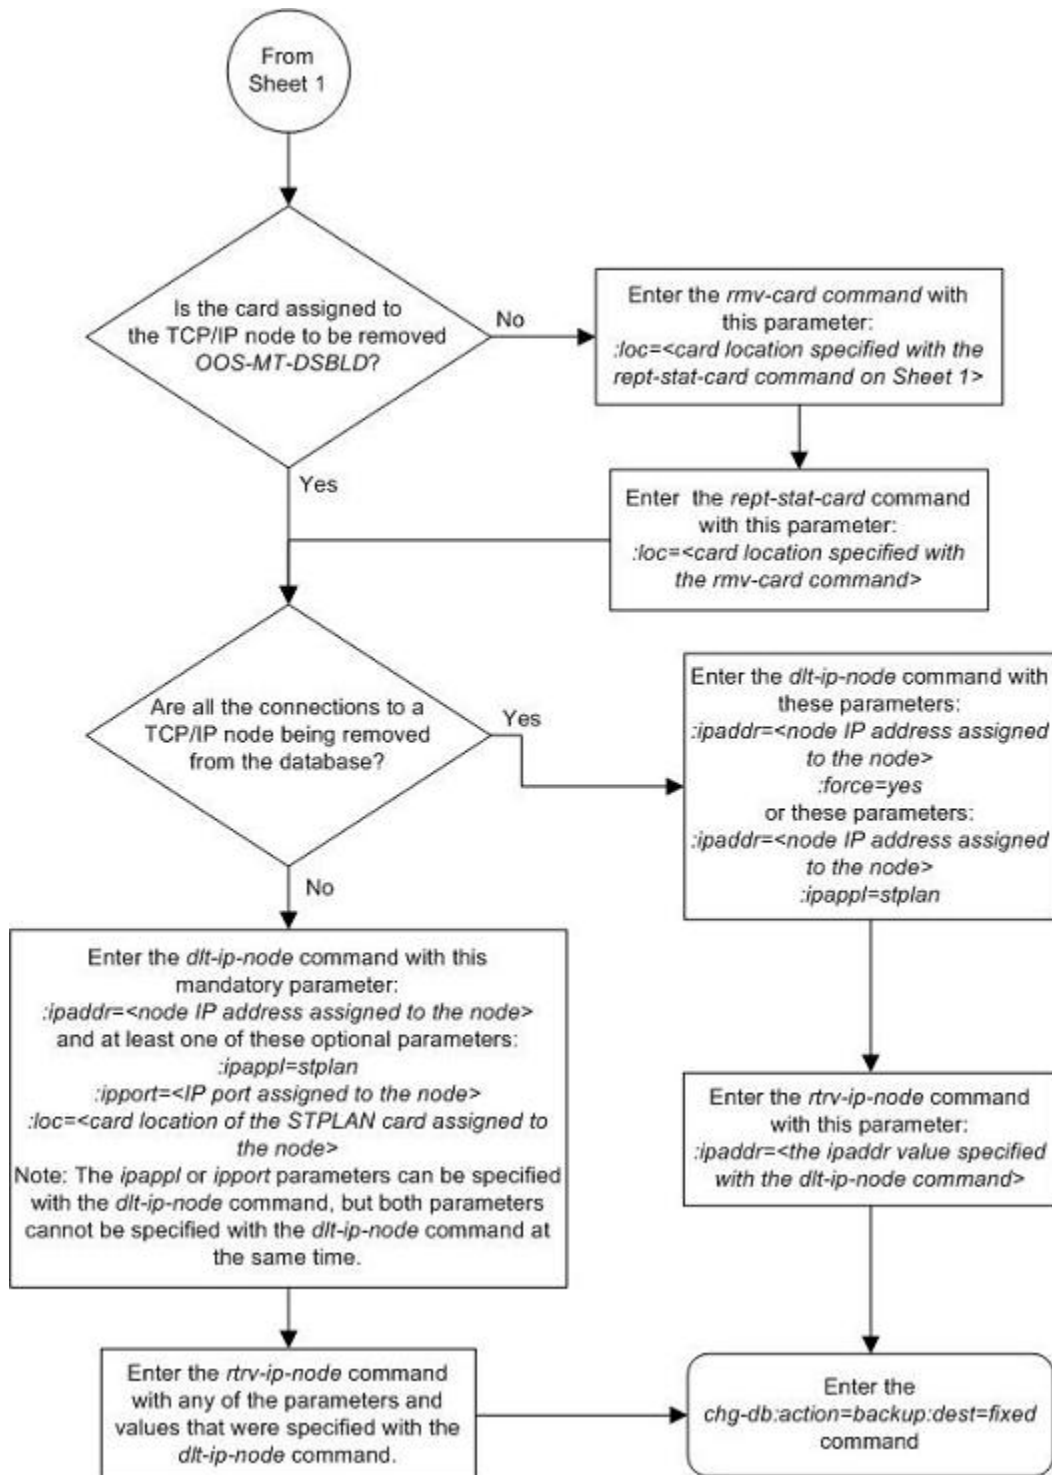 From
Sheet 1
Is the card assigned to
the TCP/IP node to be removed
OOS-MT-DSBLD?
No
Enter the rmv-card command with
this parameter:
:loc=<card location specified with the
rept-stat-card command on Sheet 1>
Yes
Enter the rept-stat-card command
with this parameter:
:loc=<card location specified with
the rmv-card command>
Are all the connections to a
TCP/IP node being removed
from the database?
Yes
Enter the dlt-ip-node command with
these parameters:
:ipaddr=<node IP address assigned
to the node>
:force=yes
or these parameters:
:ipaddr=<node IP address assigned
to the node>
:ipappl=stplan
No
Enter the dlt-ip-node command with this
mandatory parameter:
:ipaddr=<node IP address assigned to the node>
and at least one of these optional parameters:
:ipappl=stplan
:ipport=<IP port assigned to the node>
:loc=<card location of the STPLAN card assigned to
the node>
Note: The ipappl or ipport parameters can be specified
with the dlt-ip-node command, but both parameters
cannot be specified with the dlt-ip-node command at
the same time.
Enter the rtrv-ip-node command
with this parameter:
:ipaddr=<the ipaddr value specified
with the dlt-ip-node command>
Enter the rtrv-ip-node command
with any of the parameters and
values that were specified with the
dlt-ip-node command.
Enter the
chg-db:action=backup:dest=fixed
command